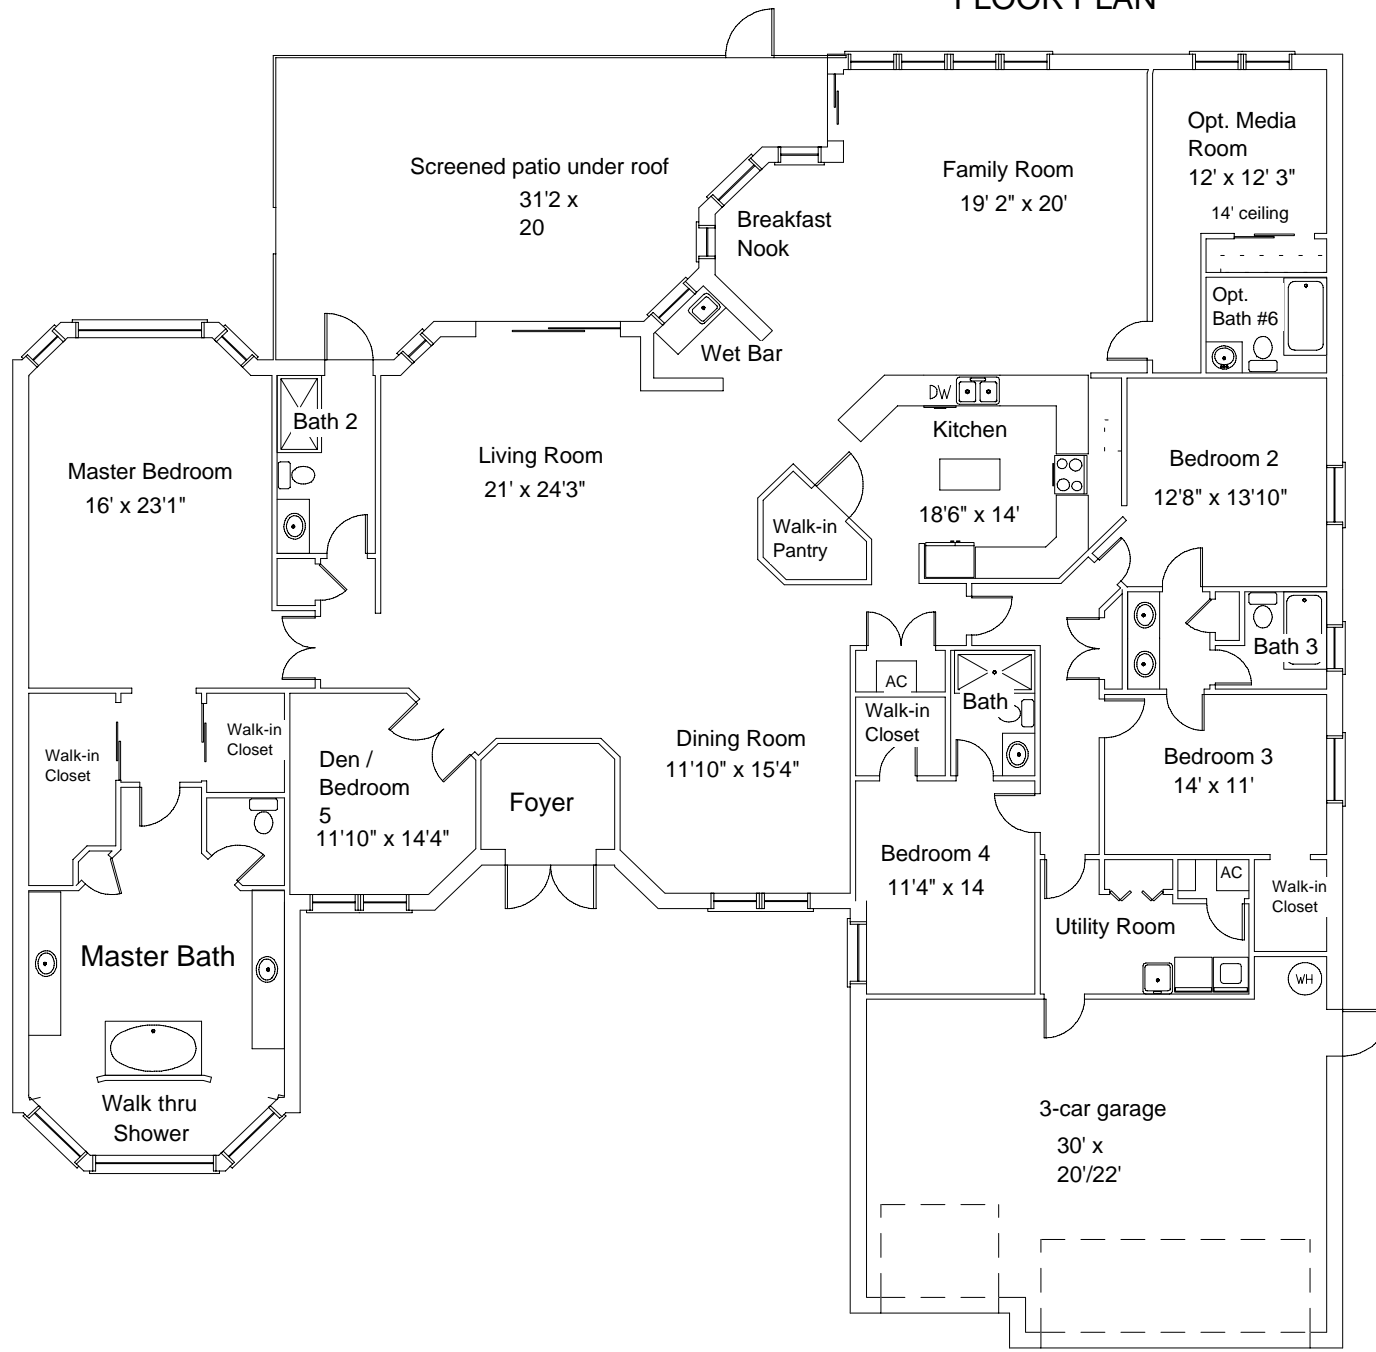 FLOOR PLAN
Screened patio under roof
31'2 x
20
Breakfast
Nook
Family Room
19' 2" x 20'
Opt. Media
Room
12' x 12' 3"
14' ceiling
Opt.
Bath #6
Wet Bar
Bath 2
Master Bedroom
16' x 23'1"
Living Room
21' x 24'3"
DW
Kitchen
18'6" x 14'
Walk-in
Pantry
Bedroom 2
12'8" x 13'10"
Bath 3
AC
Walk-in
Closet
Bath
Walk-in
Closet
Walk-in
Closet
Den /
Bedroom
5
11'10" x 14'4"
Foyer
Dining Room
11'10" x 15'4"
Bedroom 3
14' x 11'
Bedroom 4
11'4" x 14
AC
Walk-in
Closet
Utility Room
WH
Master Bath
Walk thru
Shower
3-car garage
30' x
20'/22'